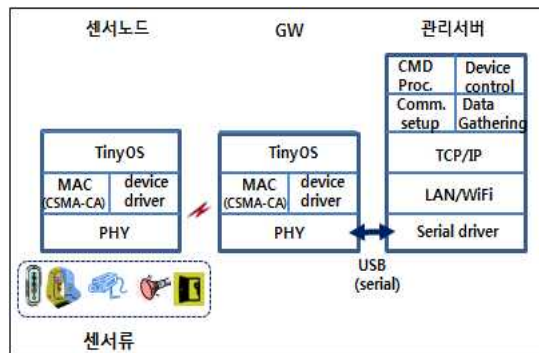 센서노드
GW
관리서버
CMD Proc.
Device control
Comm. setup
Data Gathering
TinyOS
TinyOS
TCP/IP
MAC (CSMA-CA)
device driver
MAC (CSMA-CA)
device driver
LAN/WiFi
PHY
PHY
Serial driver
USB (serial)
센서류